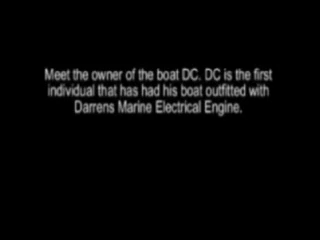 Meet the owner of the boat DC. DC is the first
individual that has had his boat outfitted with
Darrens Marine Electrical Engine.